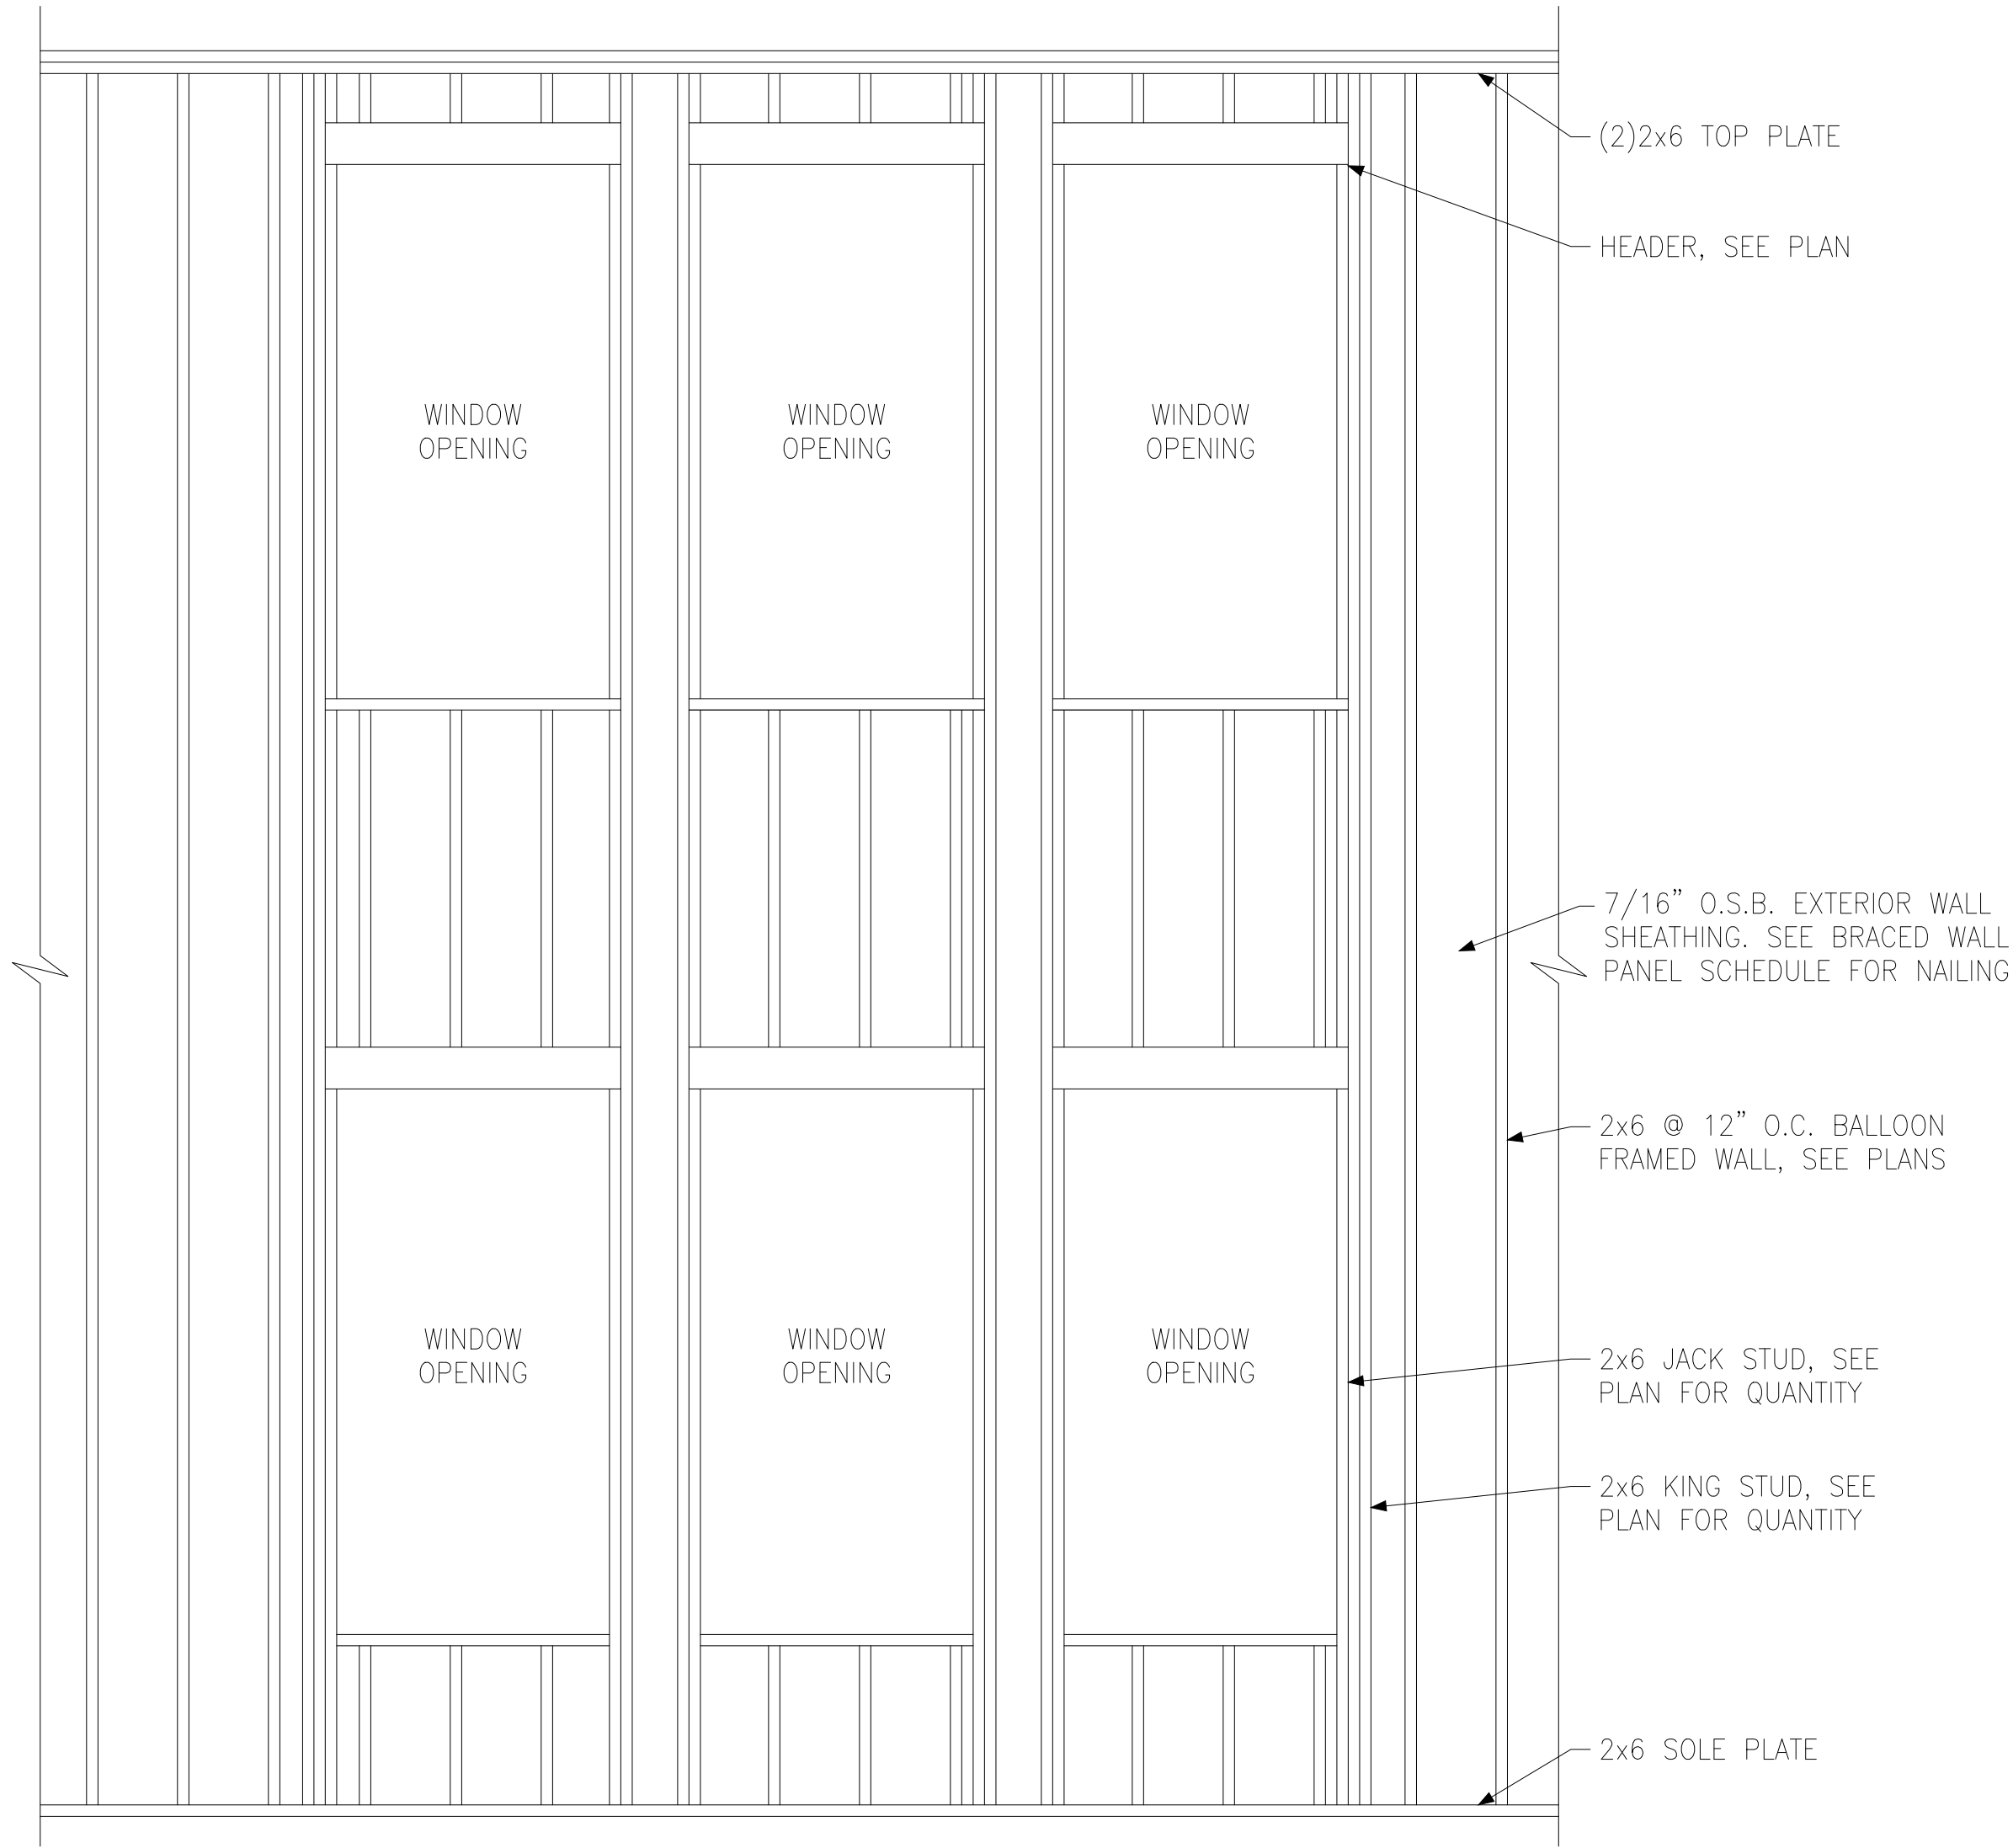 (2)2x6 TOP PLATE
HEADER, SEE PLAN
WINDOW
OPENING
WINDOW
OPENING
WINDOW
OPENING
7/16” O.S.B. EXTERIOR WALL
SHEATHING. SEE BRACED WALL
PANEL SCHEDULE FOR NAILING
2x6 @ 12” O.C. BALLOON
FRAMED WALL, SEE PLANS
WINDOW
OPENING
WINDOW
OPENING
WINDOW
OPENING
2x6 JACK STUD, SEE
PLAN FOR QUANTITY
2x6 KING STUD, SEE
PLAN FOR QUANTITY
2x6 SOLE PLATE